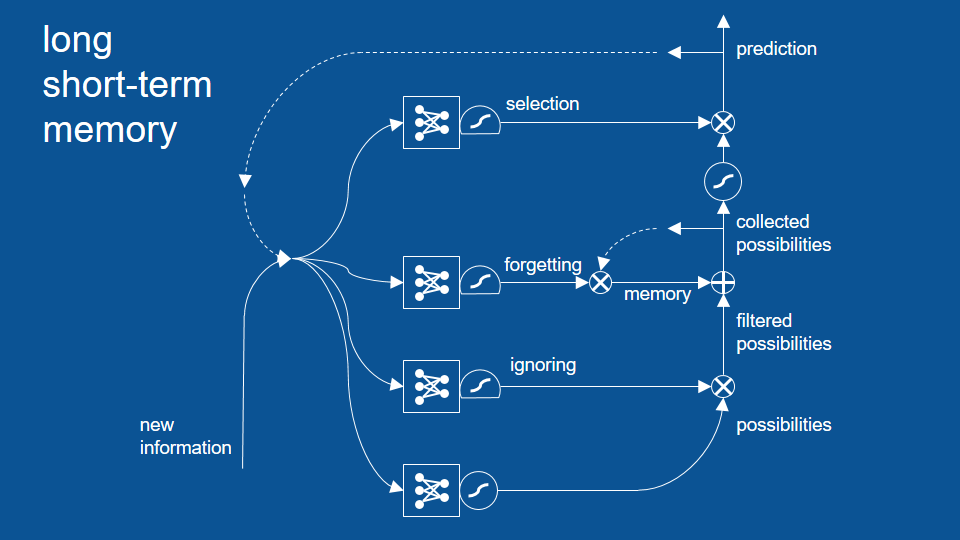 long
short-term
memory
prediction
selection
collected
possibilities
forgetting
memory
filtered
possibilities
ignoring
new
information
possibilities